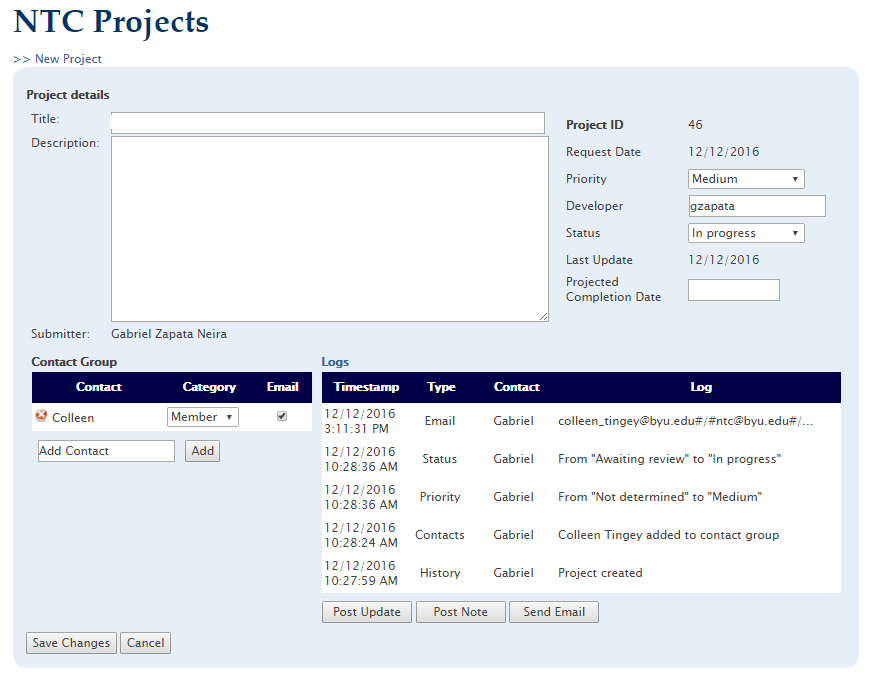 NTC Projects
>> New Project
Project details
Title:
Description:
Project ID 46
Request Date 12/12/2016
Priority Medium
Developer gzapata
Status In progress
Last Update 12/12/2016
Projected
Completion Date
Submitter: Gabriel Zapata Neira
Contact Group
Contact Category Email
Colleen Member
Add Contact Add
Logs
Timestamp Type Contact Log
12/12/2016
3:11:31 PM Email Gabriel colleen_tingey@byu.edu#/#ntc@byu.edu#/...
12/12/2016
10:28:36 AM Status Gabriel From "Awaiting review" to "In progress"
12/12/2016
10:28:36 AM Priority Gabriel From "Not determined" to "Medium"
12/12/2016
10:28:24 AM Contacts Gabriel Colleen Tingey added to contact group
12/12/2016
10:27:59 AM History Gabriel Project created
Post Update Post Note Send Email
Save Changes Cancel